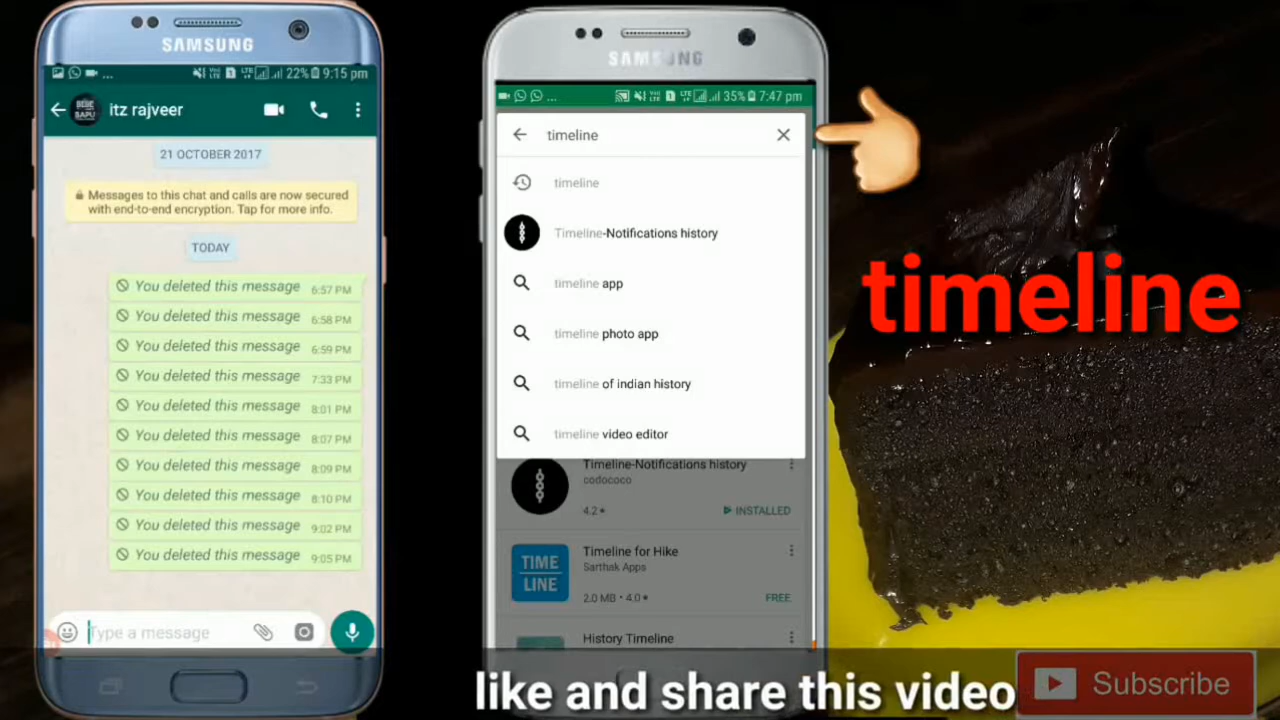 SAMSUNG
22% 9:15 pm
itz rajveer
21 OCTOBER 2017
Messages to this chat and calls are now secured
with end-to-end encryption. Tap for more info.
TODAY
You deleted this message 6:57 PM
You deleted this message 6:58 PM
You deleted this message 6:59 PM
You deleted this message 7:33 PM
You deleted this message 8:01 PM
You deleted this message 8:07 PM
You deleted this message 8:09 PM
You deleted this message 8:10 PM
You deleted this message 9:02 PM
You deleted this message 9:05 PM
Type a message
SAMSUNG
35% 7:47 pm
timeline
timeline
Timeline-Notifications history
timeline app
timeline photo app
timeline of indian history
timeline video editor
Timeline-Notifications history
codococo
4.2
INSTALLED
TIME
LINE
Timeline for Hike
Sarthak Apps
2.0 MB • 4.0
FREE
History Timeline
timeline
like and share this video
Subscribe